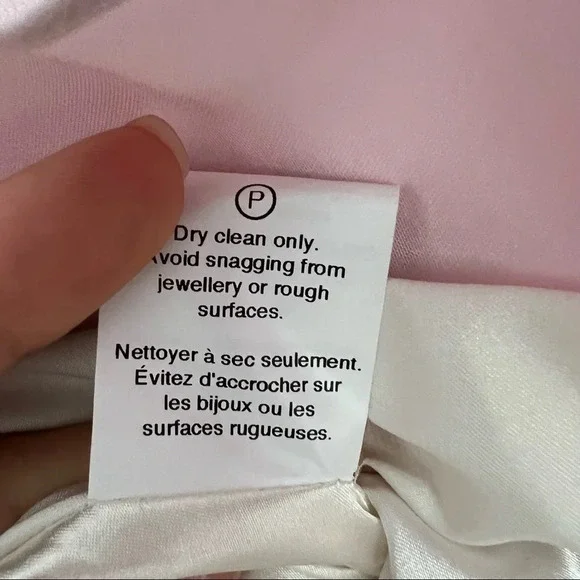 P
Dry clean only.
Avoid snagging from
jewellery or rough
surfaces.
Nettoyer à sec seulement.
Évitez d'accrocher sur
les bijoux ou les
surfaces rugueuses.